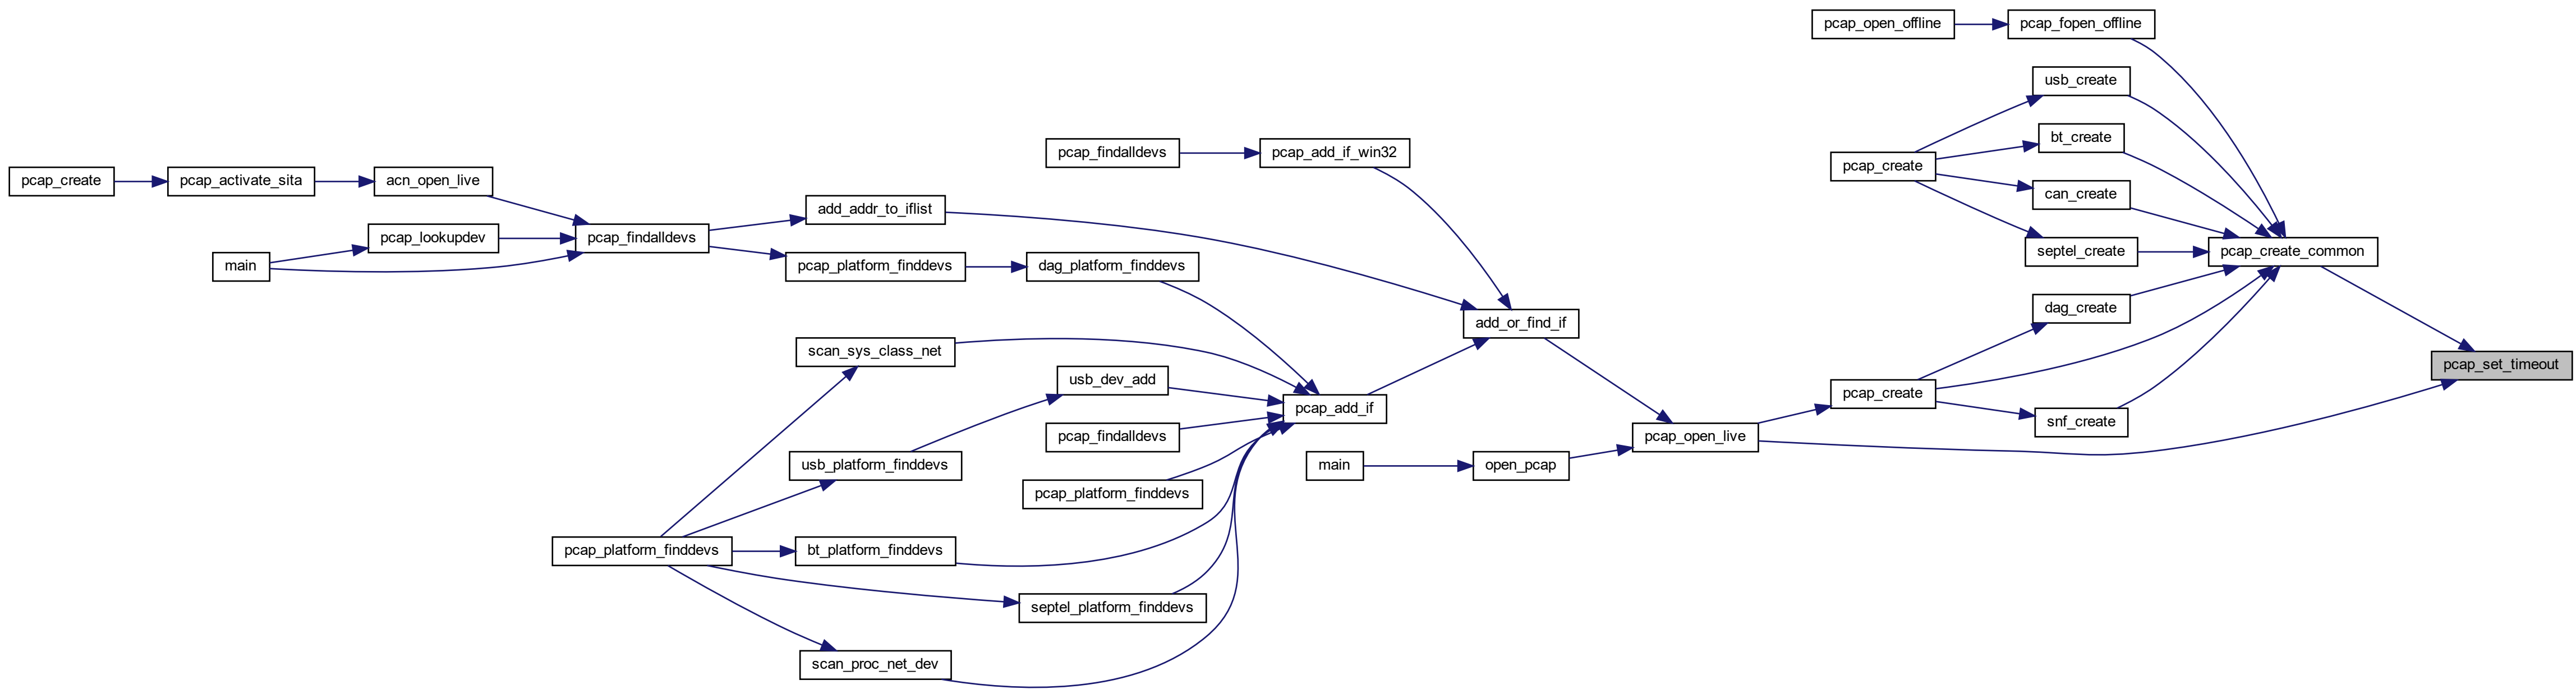 pcap_open_offline
pcap_fopen_offline
usb_create
bt_create
pcap_findalldevs
pcap_add_if_win32
pcap_create
pcap_create
pcap_activate_sita
acn_open_live
can_create
add_addr_to_iflist
pcap_lookupdev
pcap_findalldevs
septel_create
pcap_create_common
main
pcap_platform_finddevs
dag_platform_finddevs
dag_create
add_or_find_if
scan_sys_class_net
pcap_set_timeout
usb_dev_add
pcap_create
pcap_add_if
snf_create
pcap_findalldevs
pcap_open_live
usb_platform_finddevs
main
open_pcap
pcap_platform_finddevs
pcap_platform_finddevs
bt_platform_finddevs
septel_platform_finddevs
scan_proc_net_dev